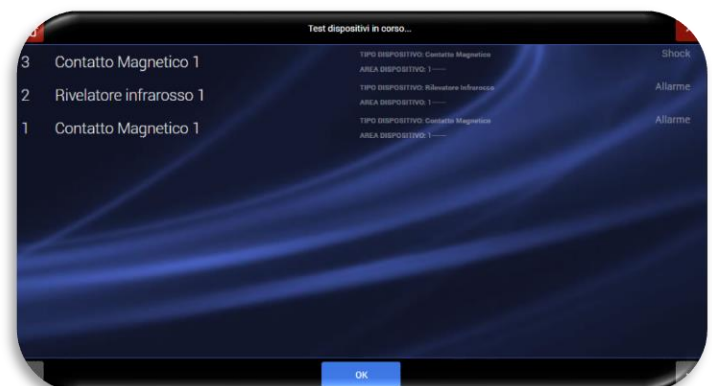 Test dispositivi in corso...
3 Contatto Magnetico 1 TIPO DISPOSITIVO: Contatto Magnetico Shock
AREA DISPOSITIVO: 1------
2 Rivelatore infrarosso 1 TIPO DISPOSITIVO: Rilevatore Infrarosso Allarme
AREA DISPOSITIVO: 1------
1 Contatto Magnetico 1 TIPO DISPOSITIVO: Contatto Magnetico Allarme
AREA DISPOSITIVO: 1------
OK